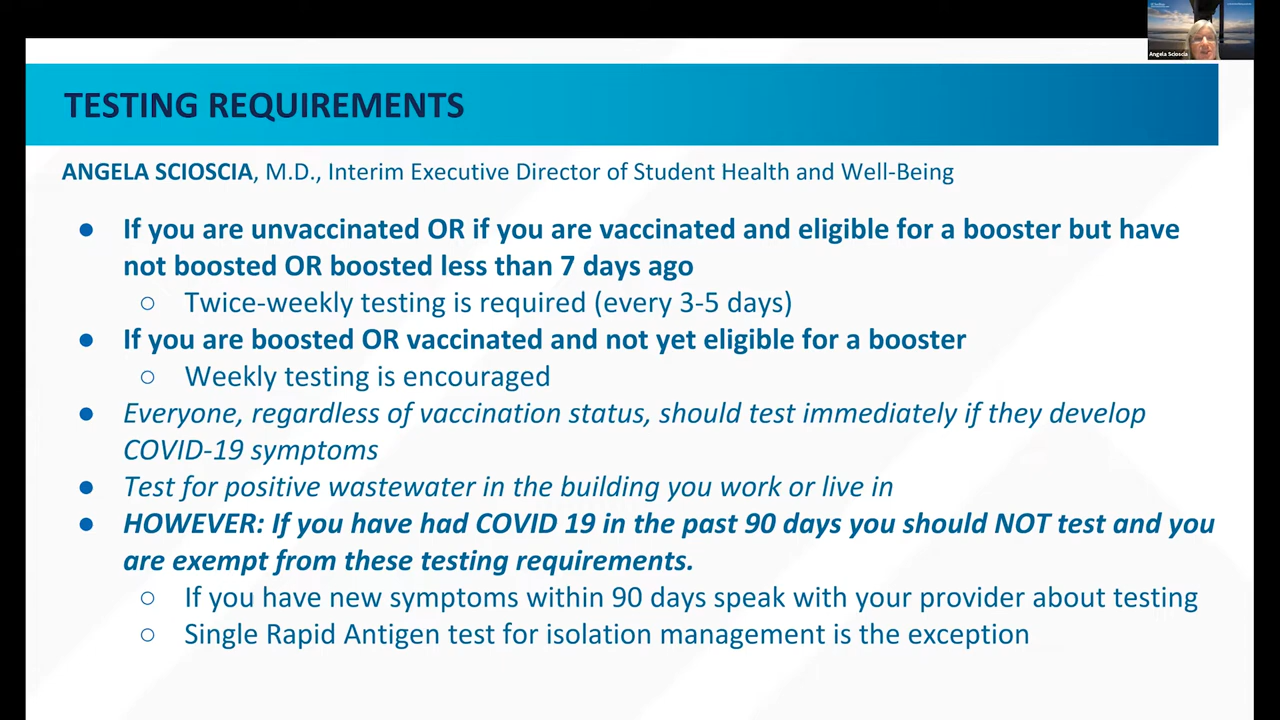 Angela Scioscia
TESTING REQUIREMENTS
ANGELA SCIOSCIA, M.D., Interim Executive Director of Student Health and Well-Being
● If you are unvaccinated OR if you are vaccinated and eligible for a booster but have
not boosted OR boosted less than 7 days ago
○ Twice-weekly testing is required (every 3-5 days)
● If you are boosted OR vaccinated and not yet eligible for a booster
○ Weekly testing is encouraged
● Everyone, regardless of vaccination status, should test immediately if they develop
COVID-19 symptoms
● Test for positive wastewater in the building you work or live in
● HOWEVER: If you have had COVID 19 in the past 90 days you should NOT test and you
are exempt from these testing requirements.
○ If you have new symptoms within 90 days speak with your provider about testing
○ Single Rapid Antigen test for isolation management is the exception